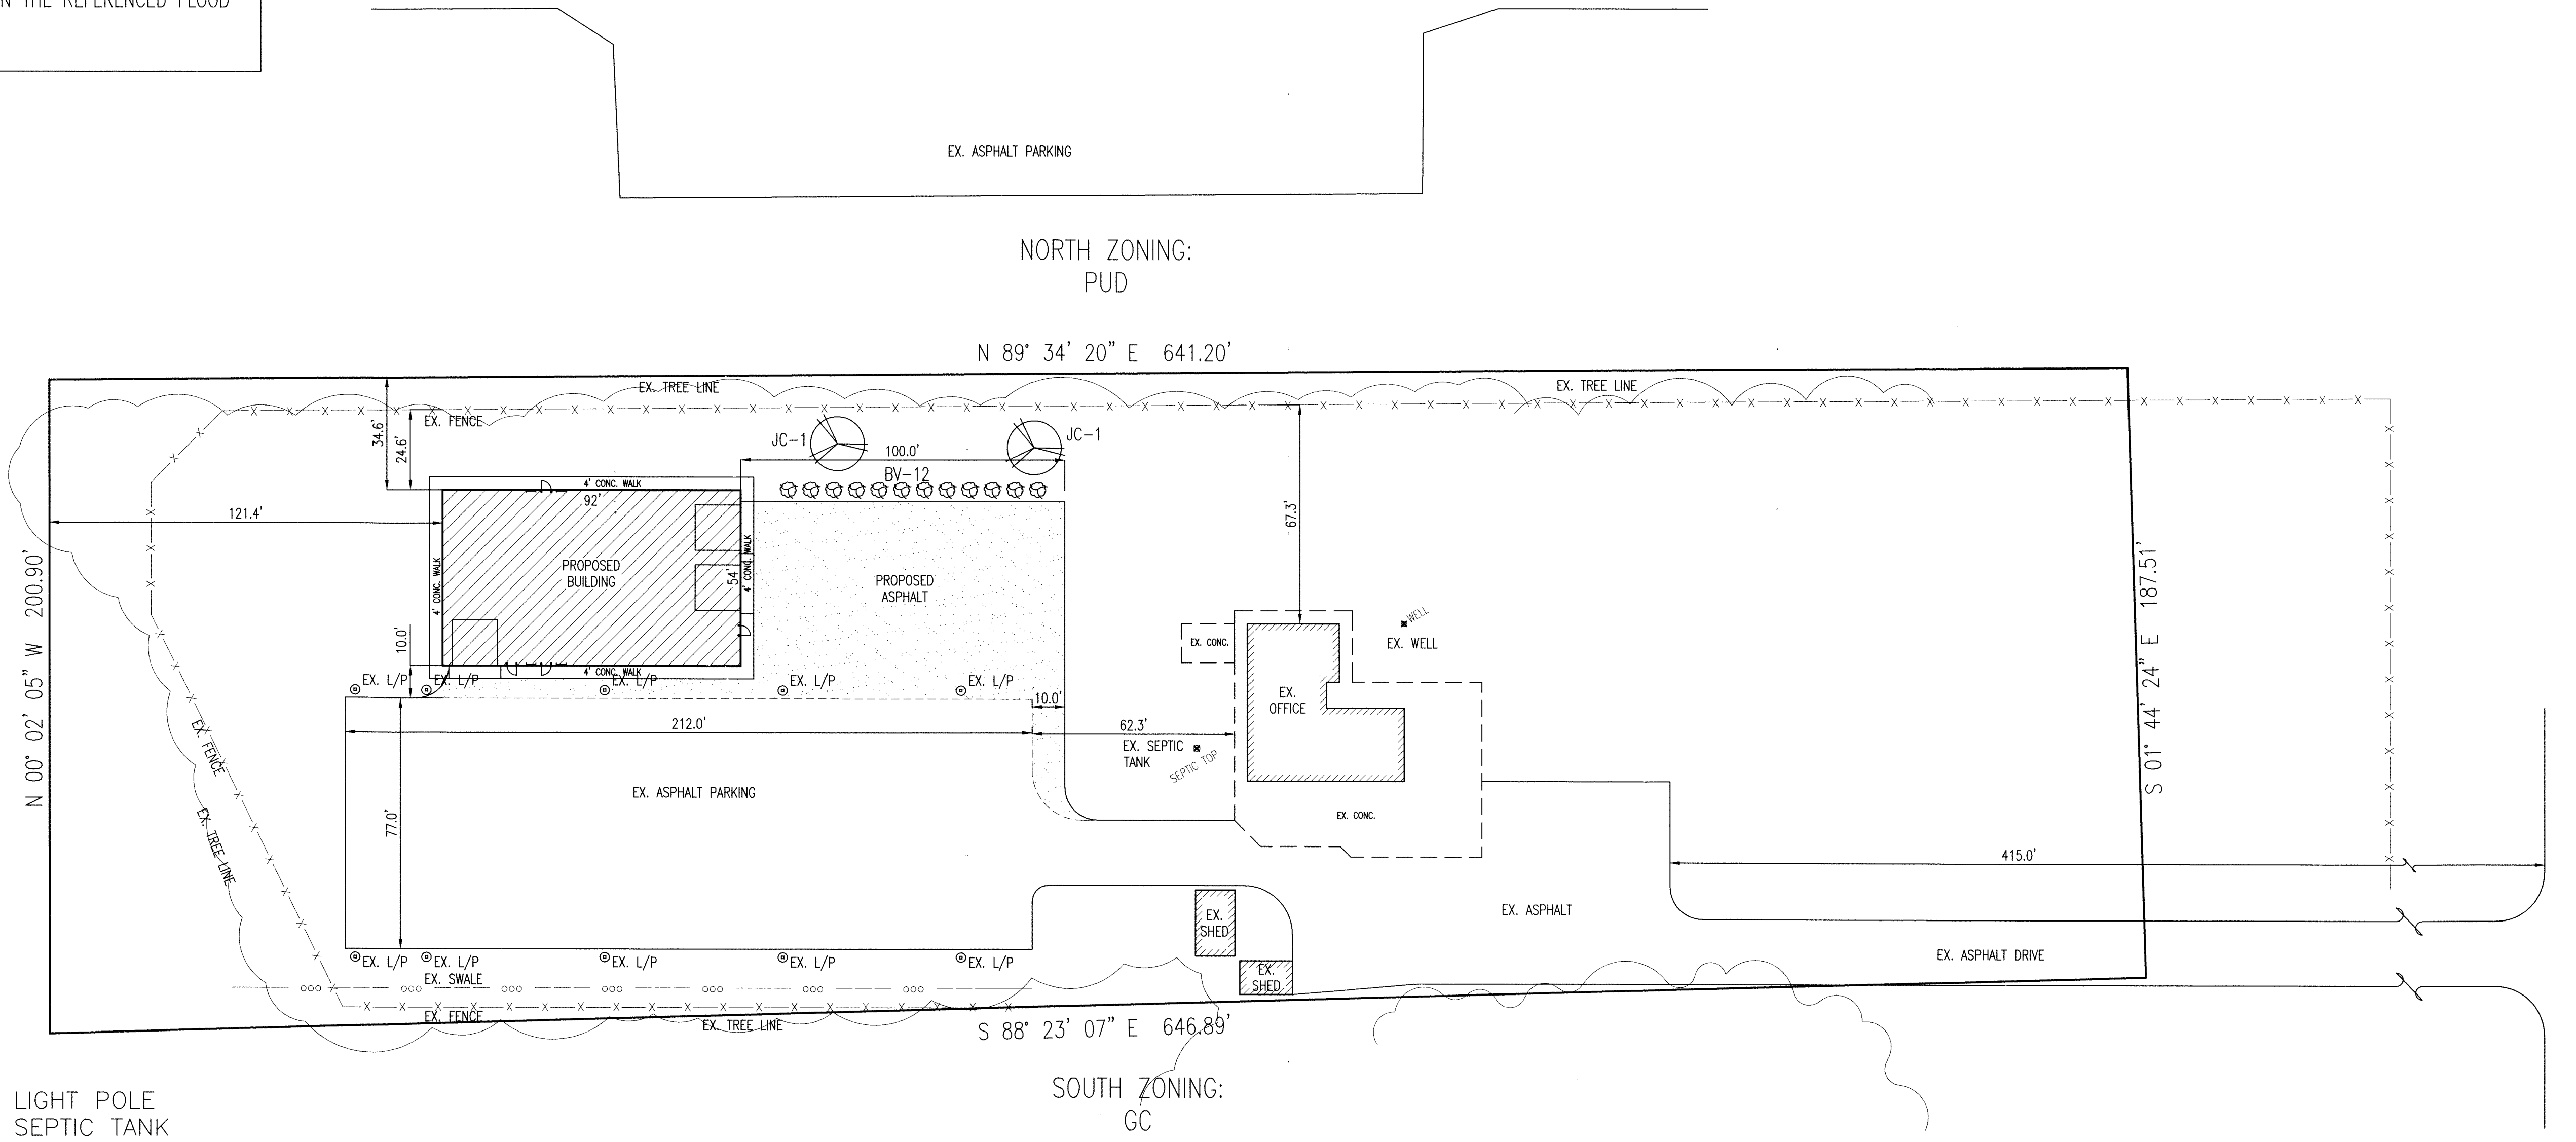 N THE REFERENCED FLOOD
EX. ASPHALT PARKING
NORTH ZONING:
PUD
N 89° 34' 20" E 641.20'
EX. TREE LINE
EX. TREE LINE
EX. FENCE
34.6'
24.6'
JC-1
JC-1
100.0'
BV-12
4' CONC. WALK
92'
121.4'
67.3'
4' CONC. WALK
PROPOSED
BUILDING
54'
4' CONC. WALK
PROPOSED
ASPHALT
N 00° 02' 05" W 200.90'
S 01° 44' 24" E 187.51'
WELL
EX. WELL
EX. CONC.
10.0'
4' CONC. WALK
EX. L/P
EX. L/P
EX. L/P
EX. L/P
EX. L/P
10.0'
EX.
OFFICE
212.0'
62.3'
EX. SEPTIC
TANK
SEPTIC TOP
EX. FENCE
EX. ASPHALT PARKING
77.0'
EX. CONC.
EX. TREE LINE
415.0'
EX.
SHED
EX. ASPHALT
EX. ASPHALT DRIVE
EX. L/P
EX. L/P
EX. L/P
EX. L/P
EX. L/P
EX. SWALE
EX.
SHED
EX. FENCE
EX. TREE LINE
S 88° 23' 07" E 646.89'
SOUTH ZONING:
GC
LIGHT POLE
SEPTIC TANK